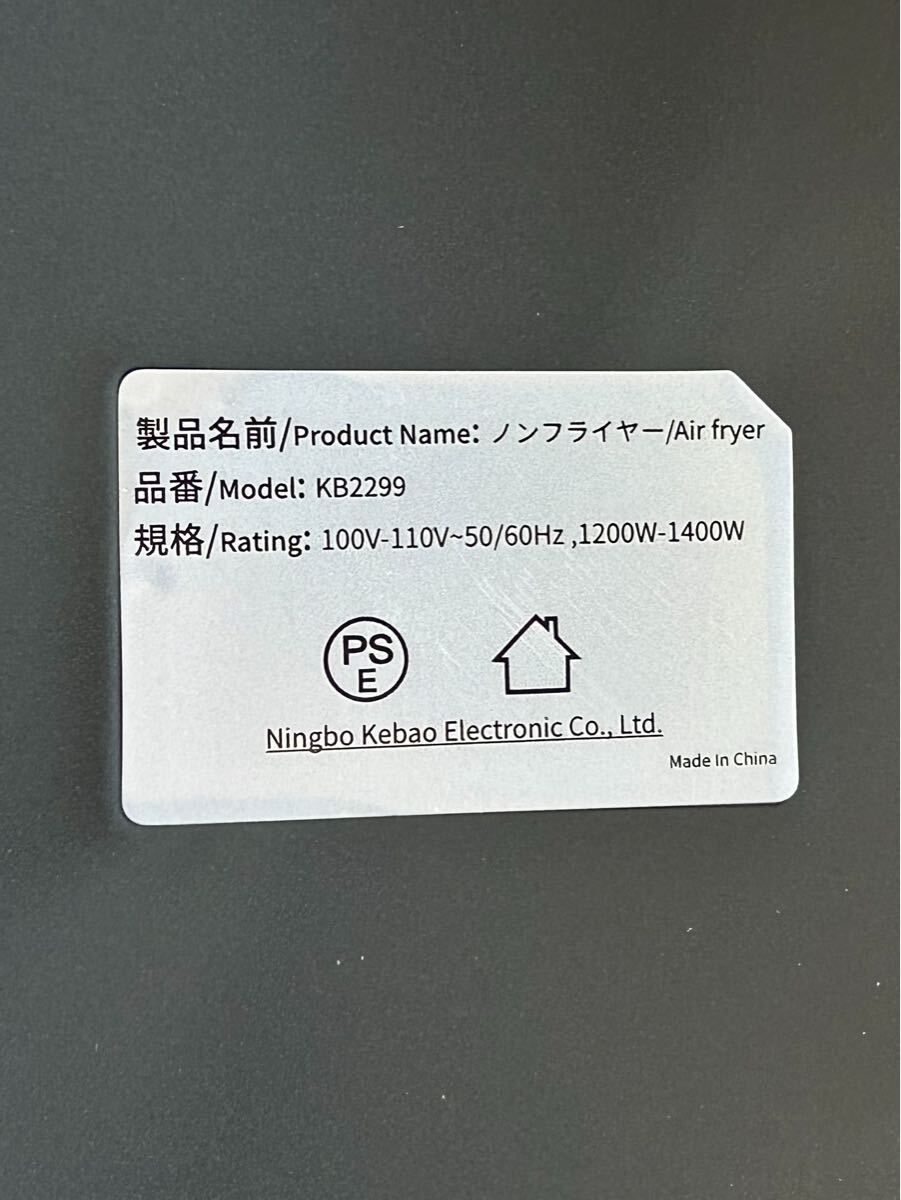 製品名前/Product Name: ノンフライヤー/Air fryer
品番/Model: KB2299
規格/Rating: 100V-110V~50/60Hz ,1200W-1400W
PS
E
Ningbo Kebao Electronic Co., Ltd.
Made In China